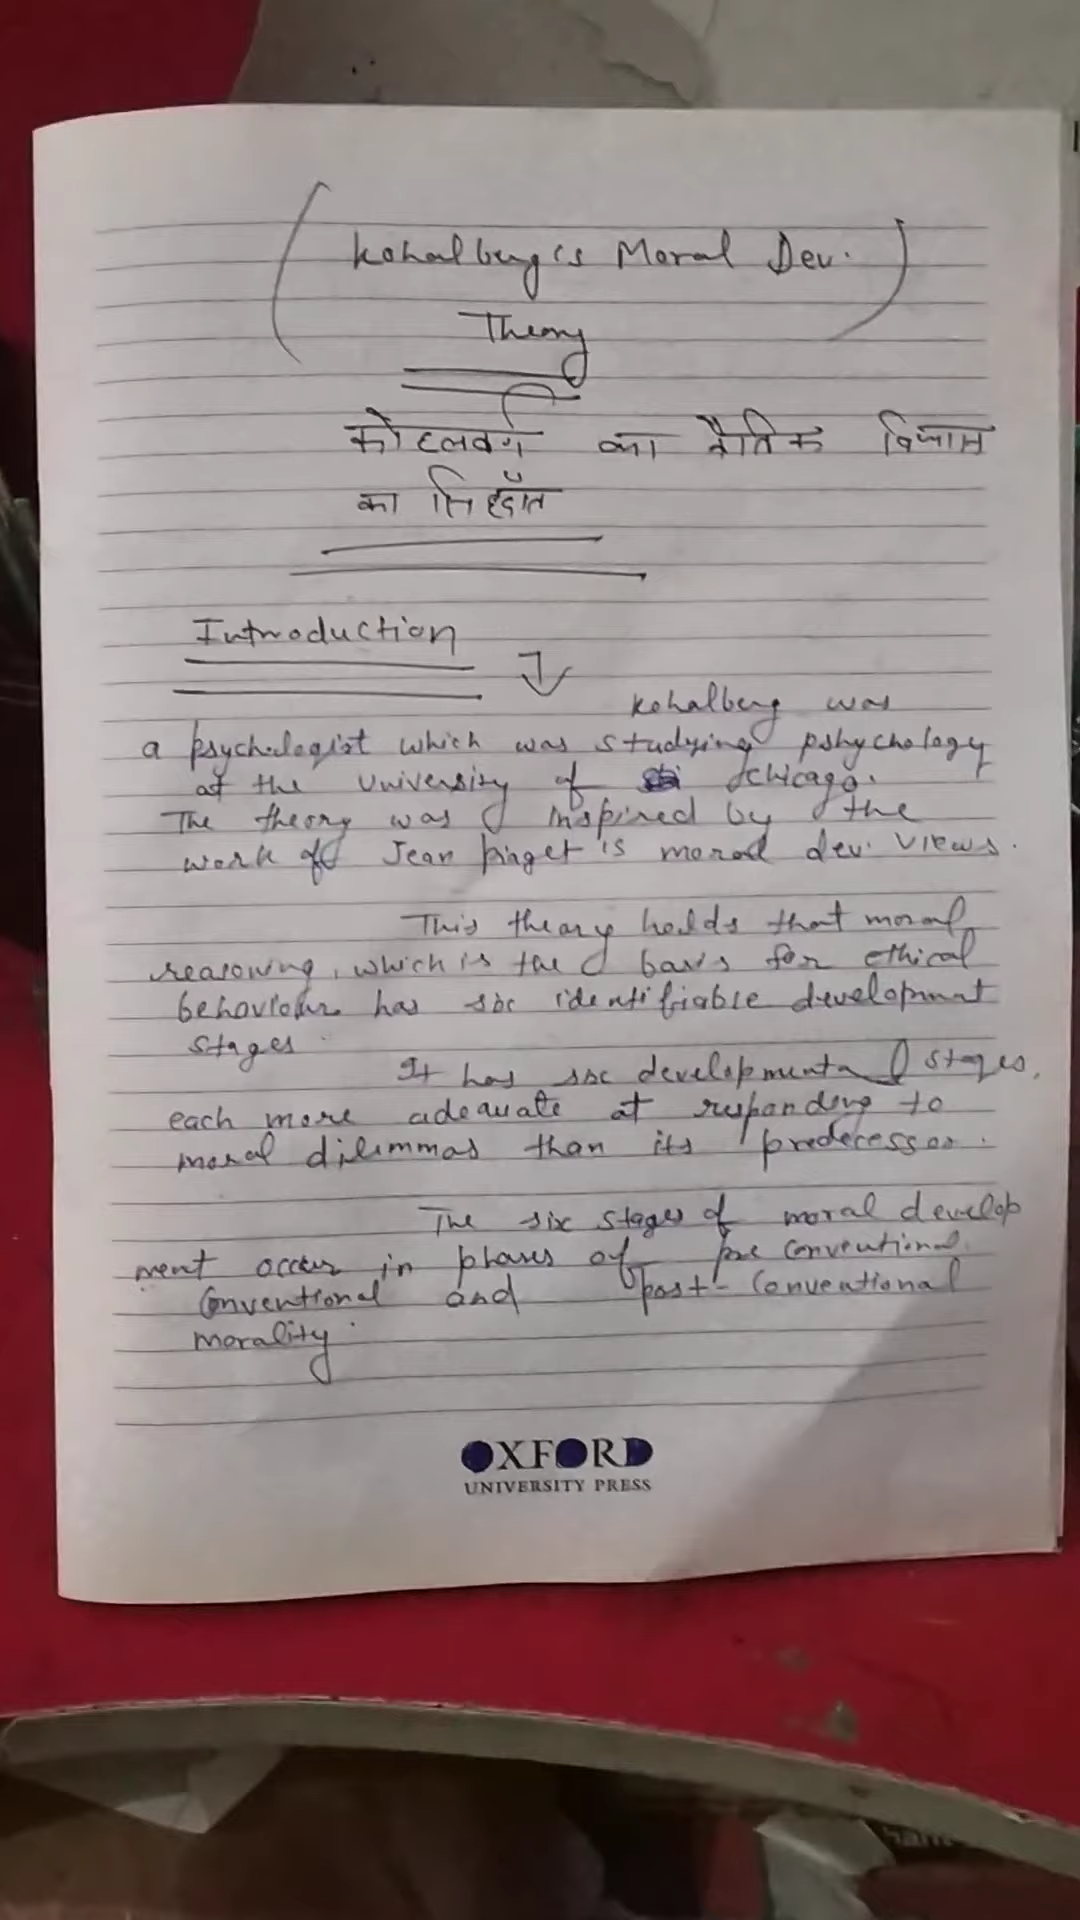 (Kohalberg's Moral Dev.)
Theory
कोहलबर्ग का नैतिक विकास
का सिद्धाँत
Introduction
Kohalberg was
a psychologist which was studying pshychology
at the University of Chicago.
The theory was inspired by the
work of Jean piaget's moral dev. views.
This theory holds that moral
reasoning, which is the basis for ethical
behaviour has six identifiable development
stages.
It has six developmental stages,
each more adequate at responding to
moral dilemmas than its predecessor.
The six stages of moral develop
ment occur in phases of pre conventional.
Conventional and Post-Conventional
morality.
OXFORD
UNIVERSITY PRESS